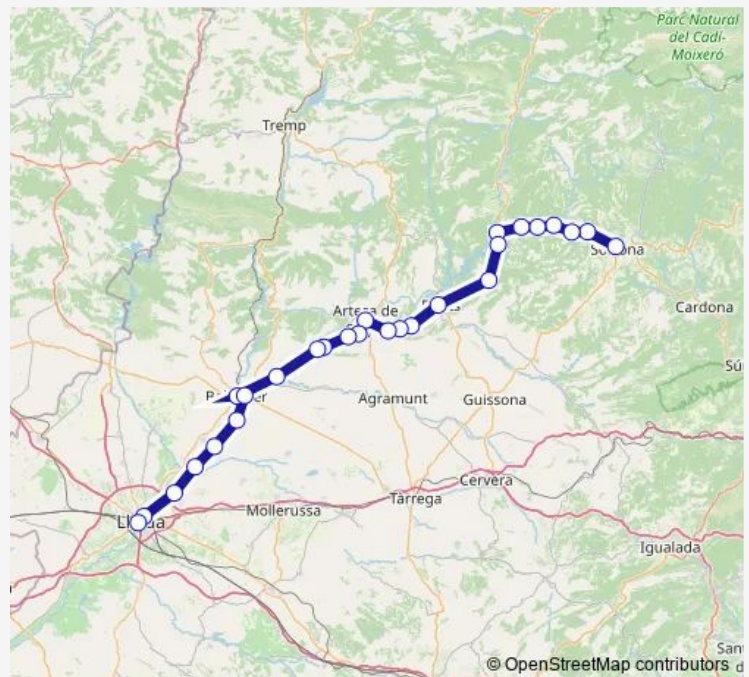 Parc Natural
del Cadí-
Moixeró
Tremp
Cardona
Artesa de
Agramunt
Guissona
Cervera
Tàrrega
Mollerussa
Igualada
© OpenStreetMap contributors